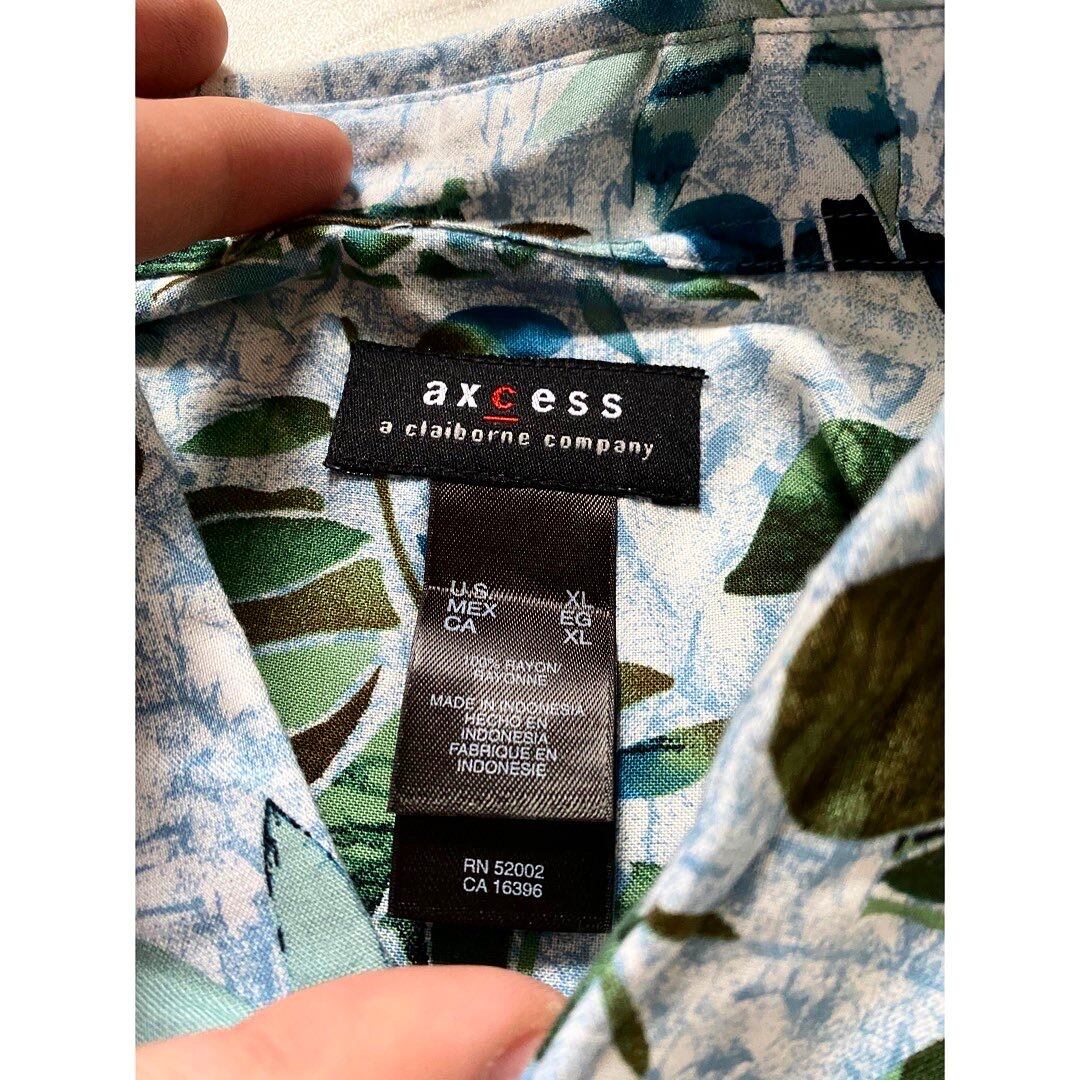 axcess
a claiborne company
U.S. XL
MEX EG
CA XL
100% RAYON/
RAYONNE
MADE IN INDONESIA
HECHO EN
INDONESIA
FABRIQUE EN
INDONESIE
RN 52002
CA 16396